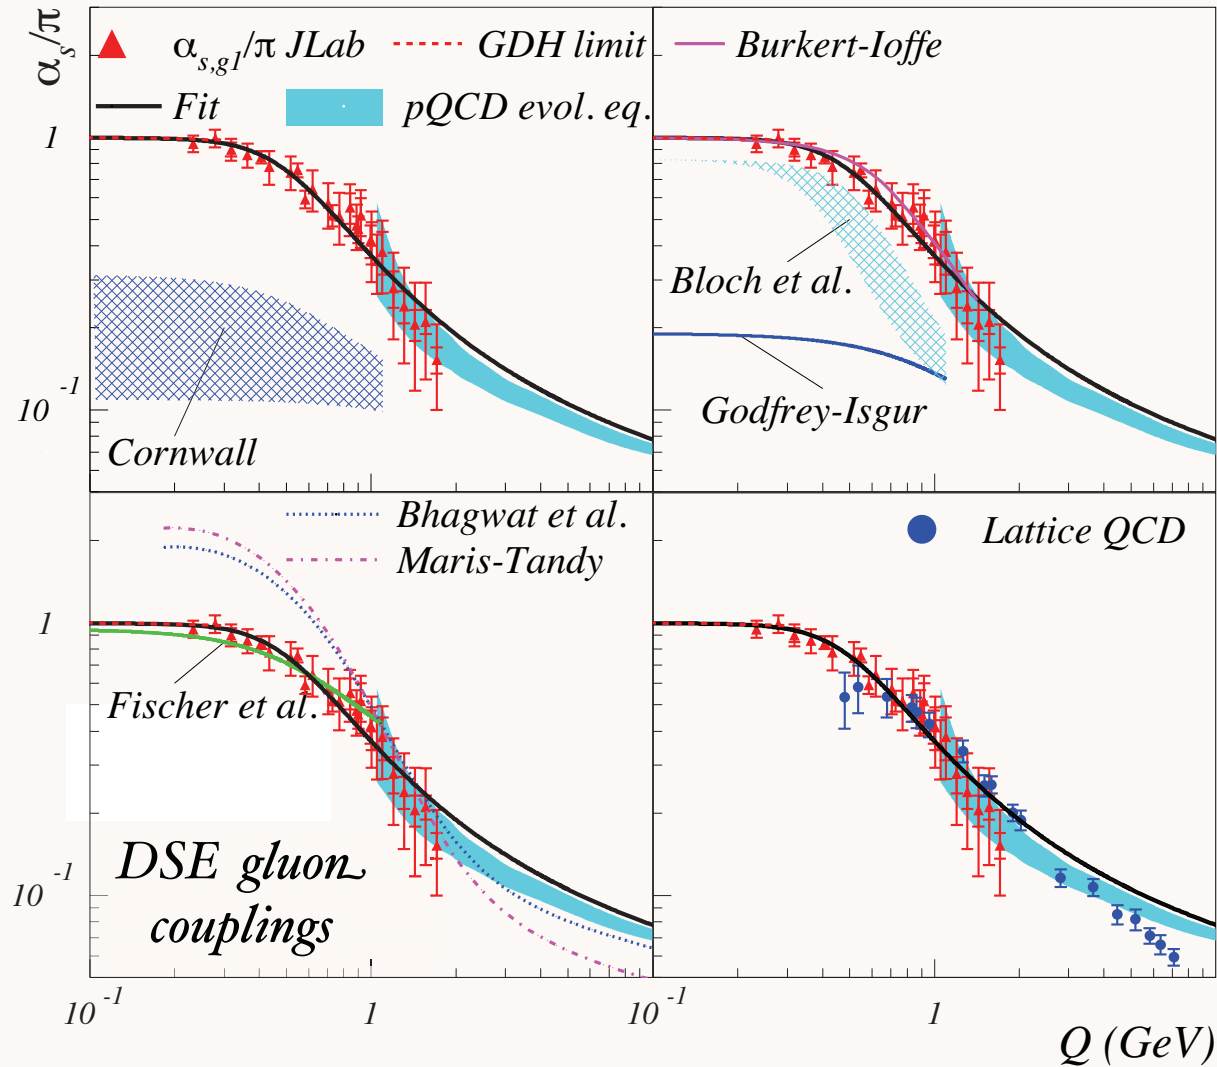 α_s/π
α_{s,g1}/π JLab
GDH limit
Burkert-Ioffe
Fit
pQCD evol. eq.
1
10^-1
Cornwall
Bloch et al.
Godfrey-Isgur
Bhagwat et al.
Maris-Tandy
Lattice QCD
1
Fischer et al.
10^-1
DSE gluon
couplings
10^-1
1
10^-1
1
Q (GeV)